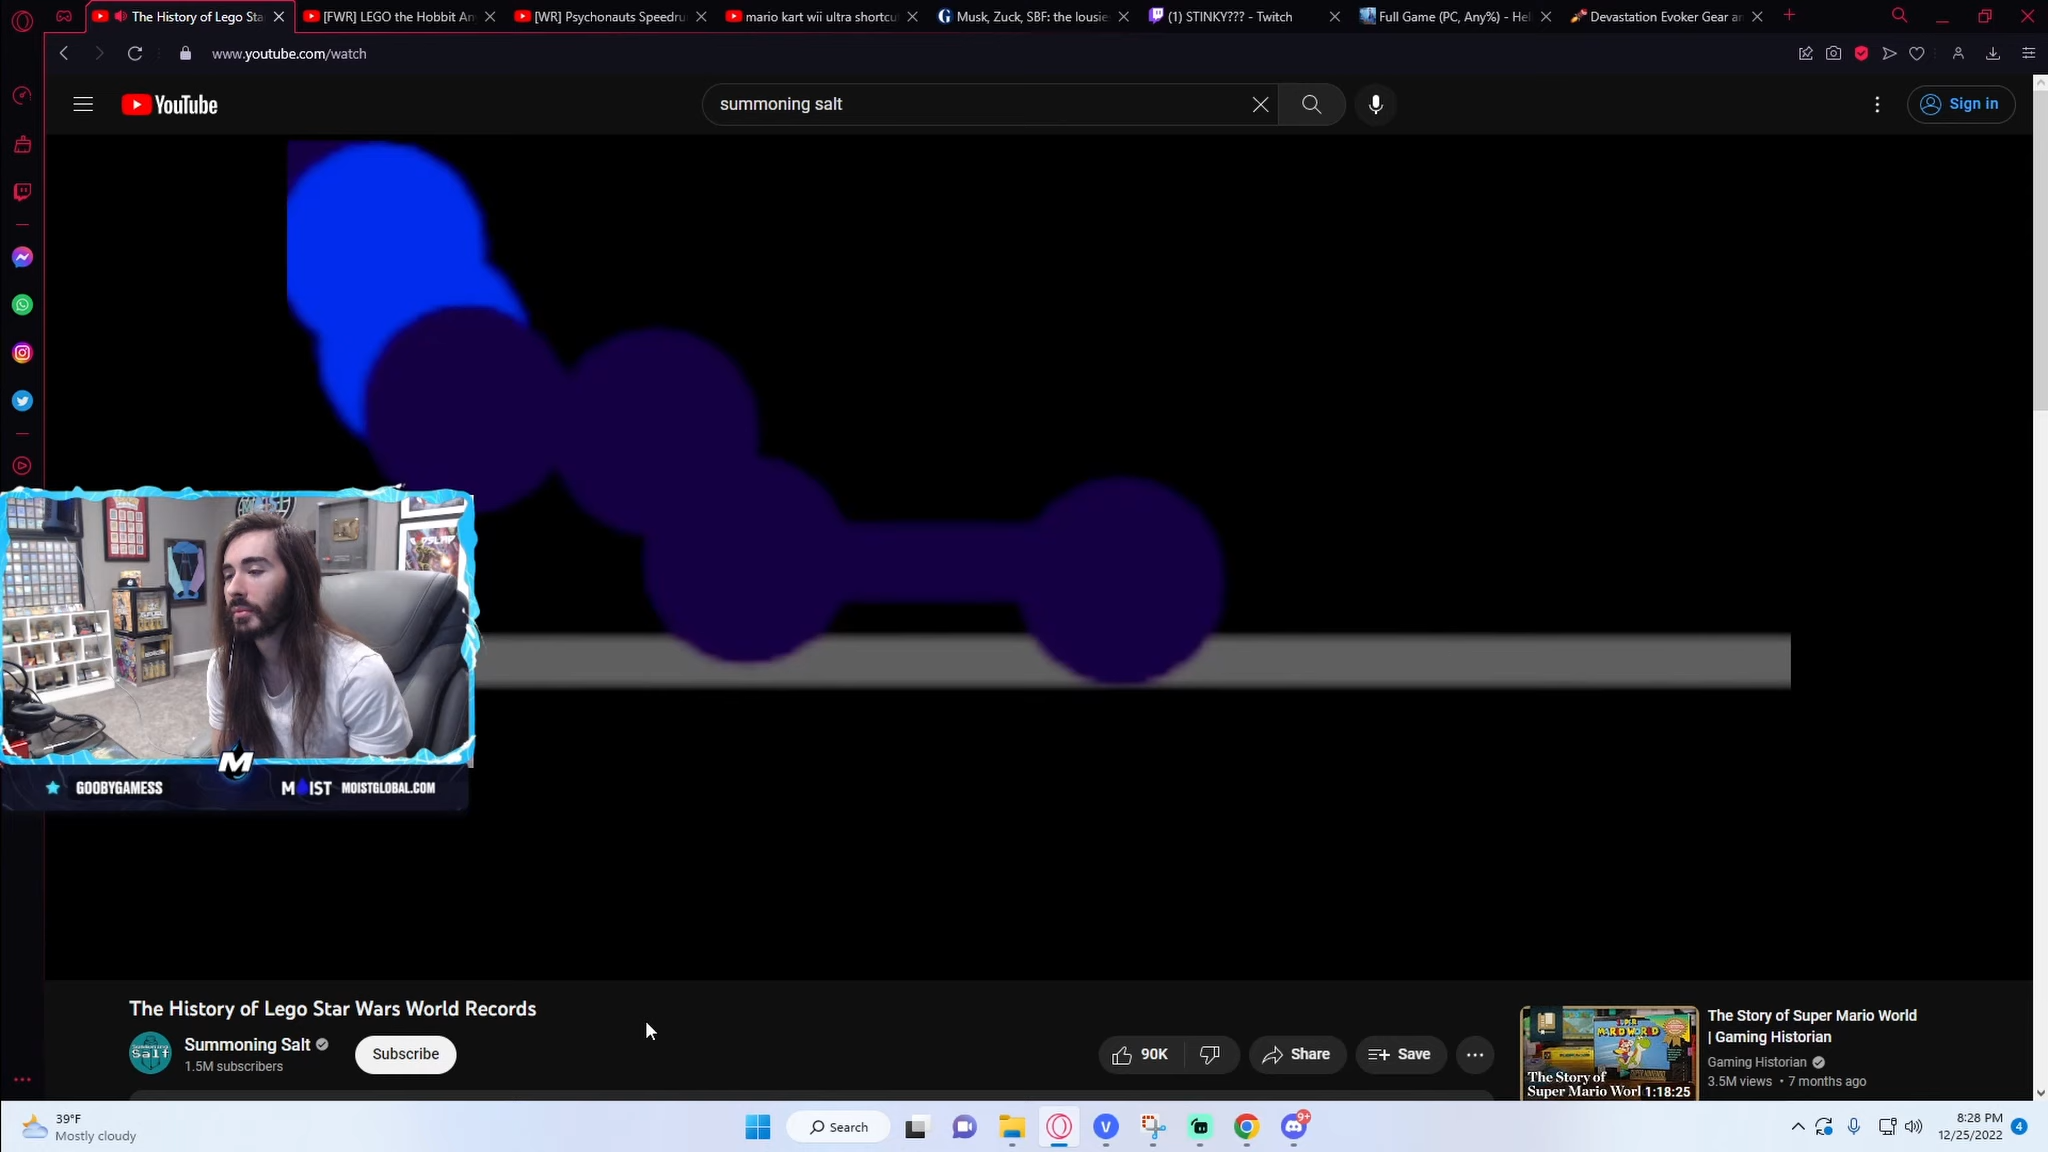 The History of Lego Sta
[FWR] LEGO the Hobbit An
[WR] Psychonauts Speedru
mario kart wii ultra shortcu
Musk, Zuck, SBF: the lousie
(1) STINKY??? - Twitch
Full Game (PC, Any%) - Hel
Devastation Evoker Gear an
www.youtube.com/watch
YouTube
summoning salt
Sign in
GOOBYGAMESS
M
MOIST
MOISTGLOBAL.COM
The History of Lego Star Wars World Records
Summoning Salt
1.5M subscribers
Subscribe
90K
Share
Save
The Story of
Super Mario Worl
1:18:25
The Story of Super Mario World
| Gaming Historian
Gaming Historian
3.5M views • 7 months ago
39°F
Mostly cloudy
Search
V
9+
8:28 PM
12/25/2022
4